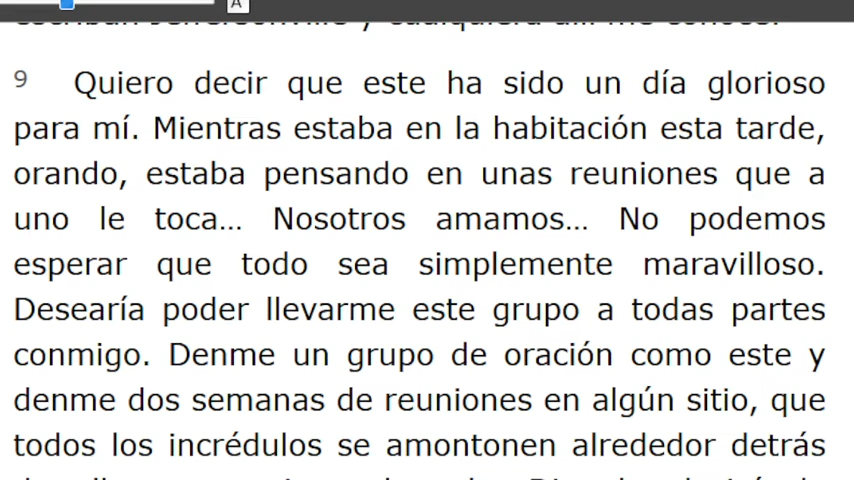 A
9 Quiero decir que este ha sido un día glorioso
para mí. Mientras estaba en la habitación esta tarde,
orando, estaba pensando en unas reuniones que a
uno le toca… Nosotros amamos… No podemos
esperar que todo sea simplemente maravilloso.
Desearía poder llevarme este grupo a todas partes
conmigo. Denme un grupo de oración como este y
denme dos semanas de reuniones en algún sitio, que
todos los incrédulos se amontonen alrededor detrás